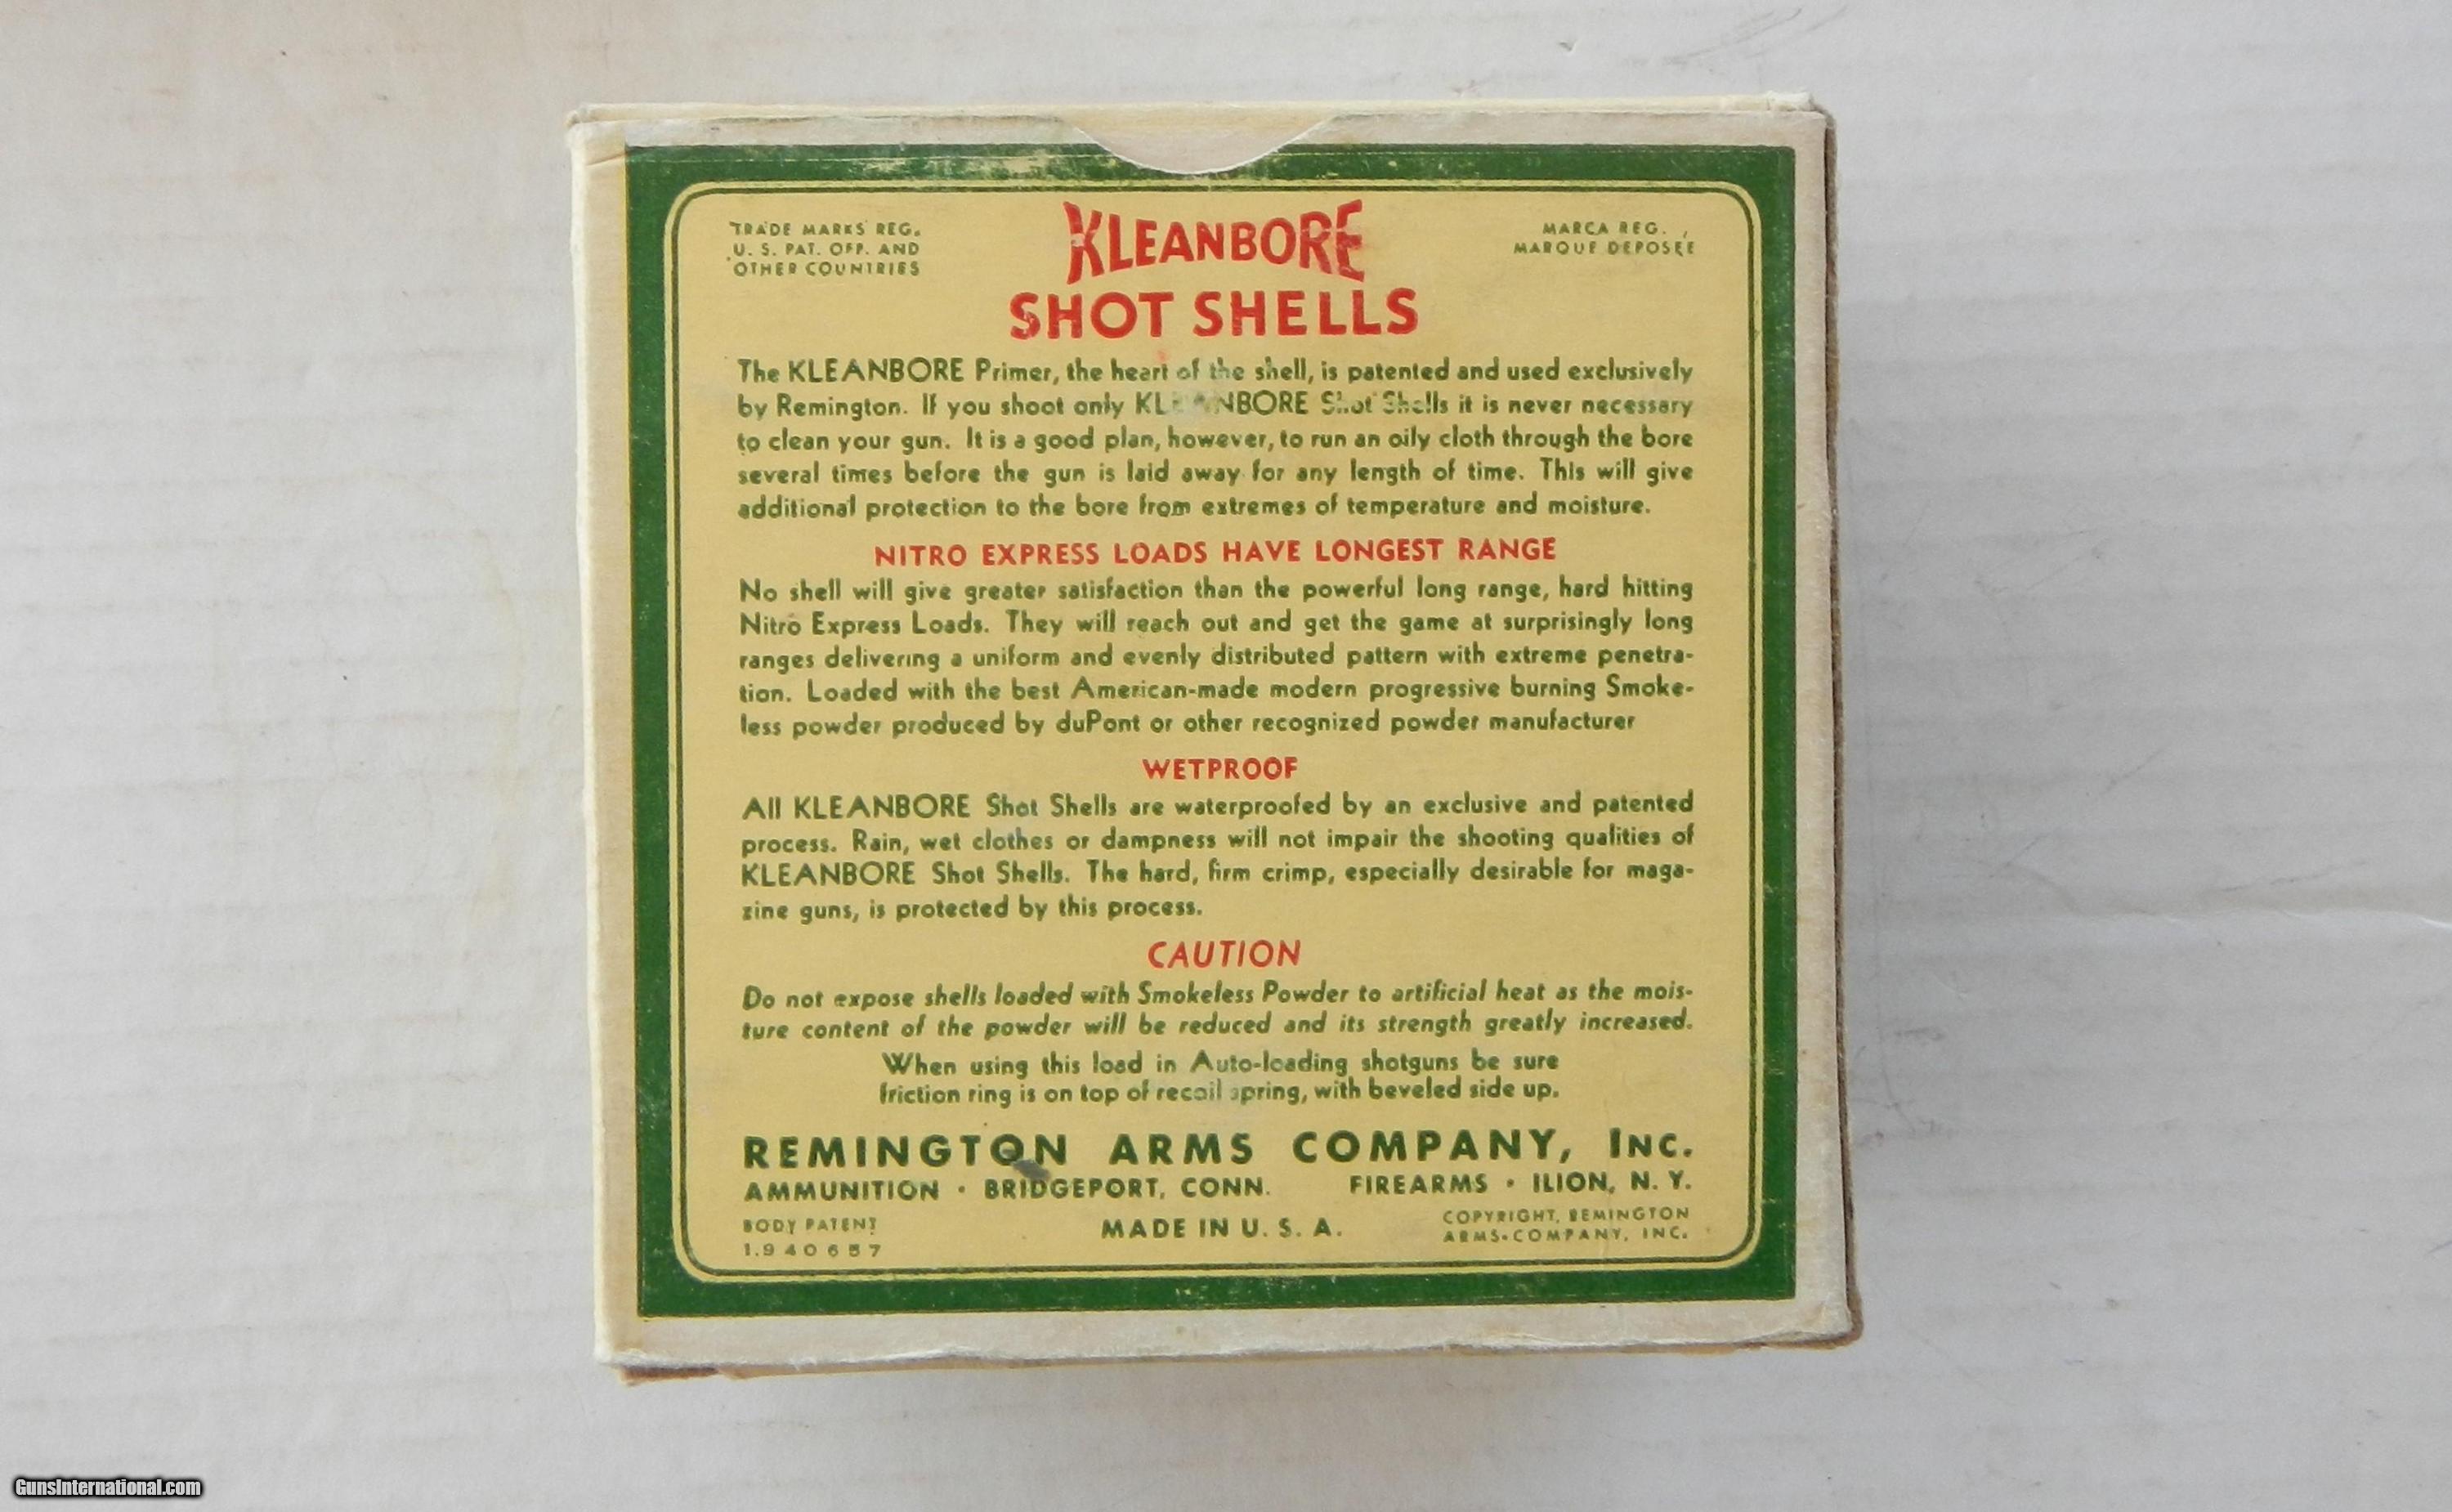 TRADE MARKS REG.
U. S. PAT. OFF. AND
OTHER COUNTRIES
KLEANBORE
MARCA REG.
MARQUE DEPOSEE
SHOT SHELLS
The KLEANBORE Primer, the heart of the shell, is patented and used exclusively
by Remington. If you shoot only KLEANBORE Shot Shells it is never necessary
to clean your gun. It is a good plan, however, to run an oily cloth through the bore
several times before the gun is laid away for any length of time. This will give
additional protection to the bore from extremes of temperature and moisture.
NITRO EXPRESS LOADS HAVE LONGEST RANGE
No shell will give greater satisfaction than the powerful long range, hard hitting
Nitro Express Loads. They will reach out and get the game at surprisingly long
ranges delivering a uniform and evenly distributed pattern with extreme penetra-
tion. Loaded with the best American-made modern progressive burning Smoke-
less powder produced by duPont or other recognized powder manufacturer
WETPROOF
All KLEANBORE Shot Shells are waterproofed by an exclusive and patented
process. Rain, wet clothes or dampness will not impair the shooting qualities of
KLEANBORE Shot Shells. The hard, firm crimp, especially desirable for maga-
zine guns, is protected by this process.
CAUTION
Do not expose shells loaded with Smokeless Powder to artificial heat as the mois-
ture content of the powder will be reduced and its strength greatly increased.
When using this load in Auto-loading shotguns be sure
friction ring is on top of recoil spring, with beveled side up.
REMINGTON ARMS COMPANY, INC.
AMMUNITION · BRIDGEPORT, CONN. FIREARMS · ILION, N. Y.
BODY PATENT
1,940,657
MADE IN U. S. A.
COPYRIGHT, REMINGTON
ARMS COMPANY, INC.
GunsInternational.com